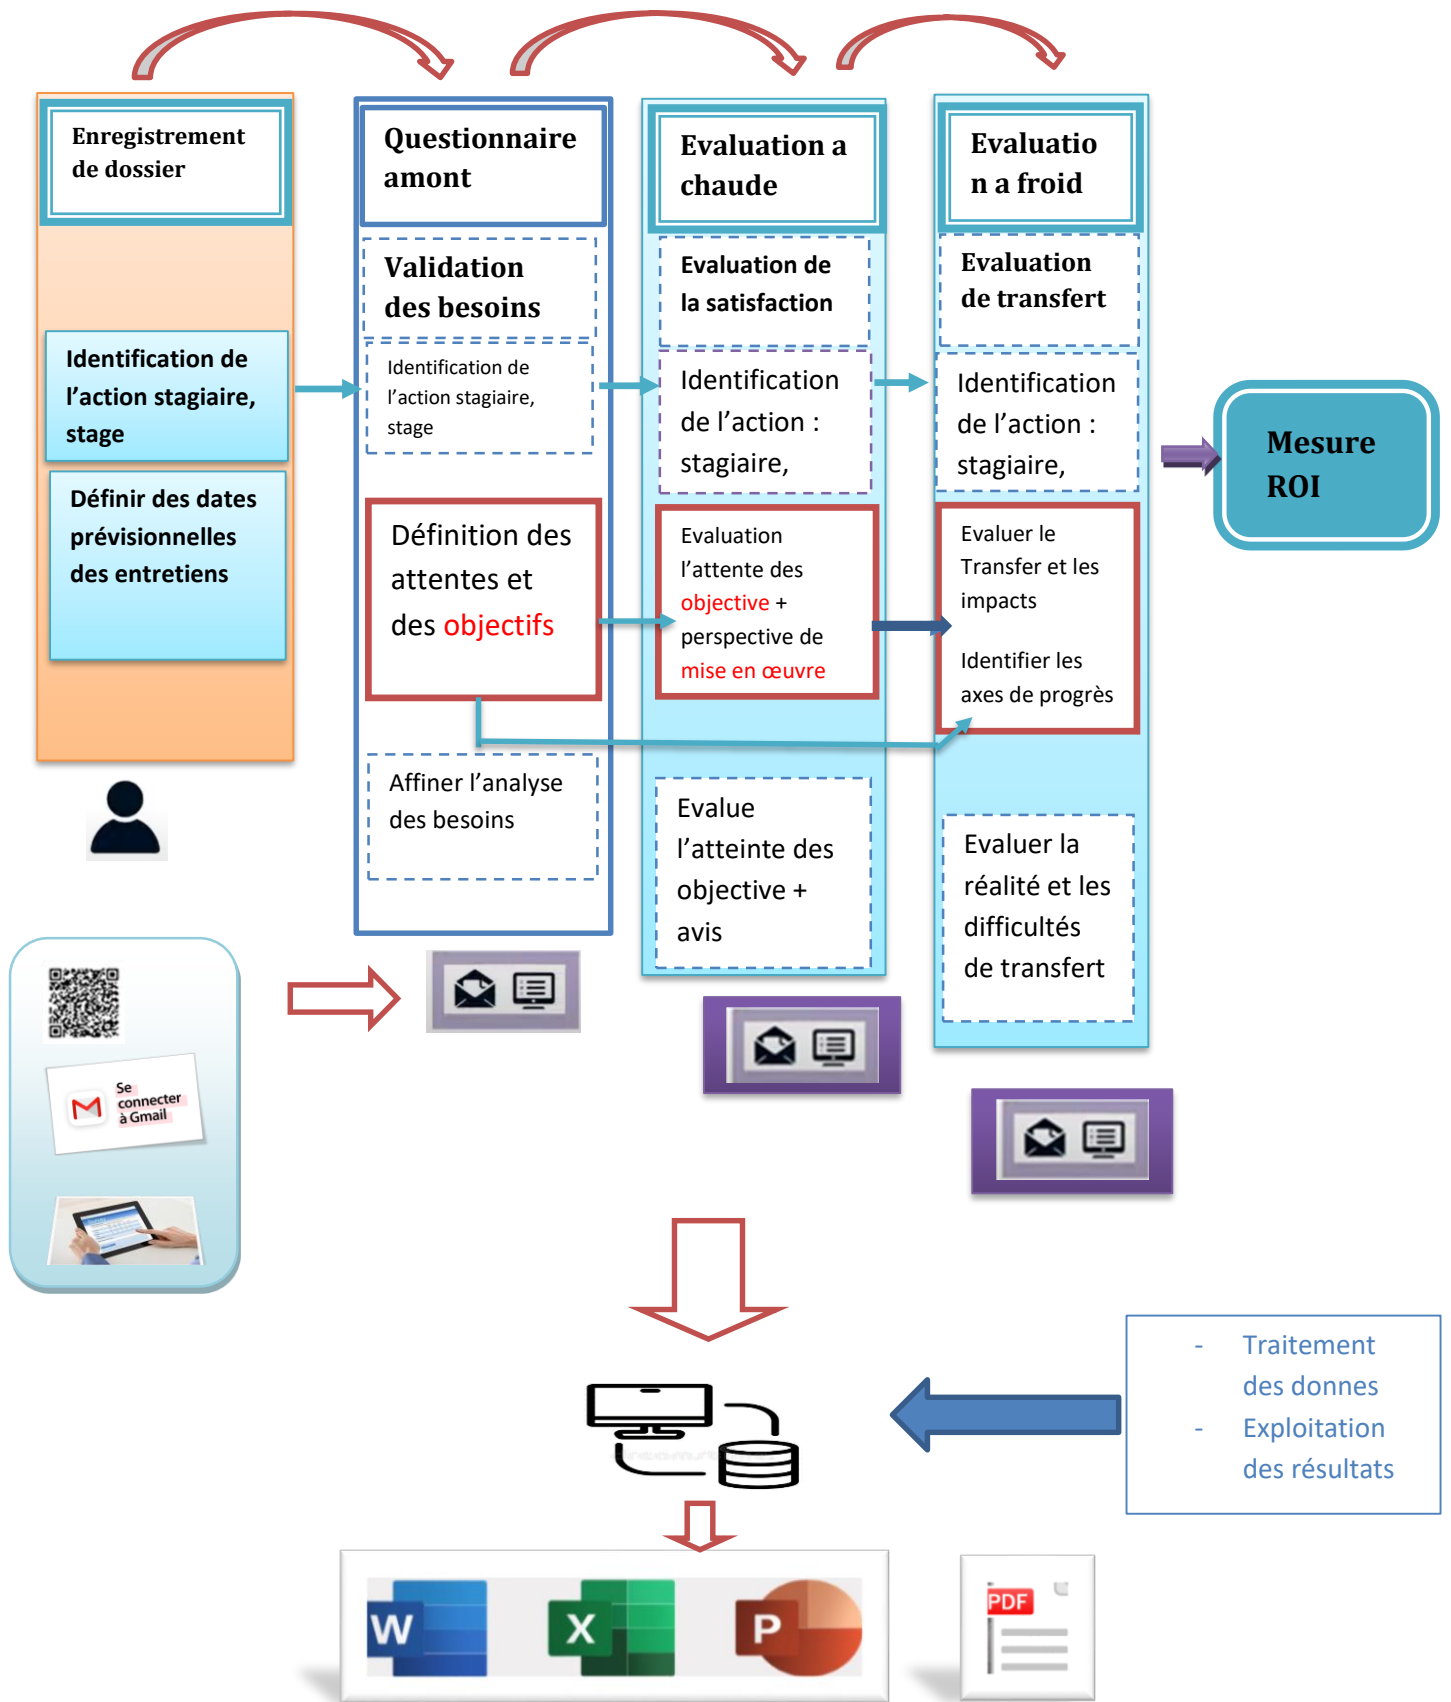 Enregistrement
de dossier
Identification de
l’action stagiaire,
stage
Définir des dates
prévisionnelles
des entretiens
Questionnaire
amont
Validation
des besoins
Identification de
l’action stagiaire,
stage
Définition des
attentes et
des objectifs
Affiner l’analyse
des besoins
Evaluation a
chaude
Evaluation de
la satisfaction
Identification
de l’action :
stagiaire,
Evaluation
l’attente des
objective +
perspective de
mise en œuvre
Evalue
l’atteinte des
objective +
avis
Evaluatio
n a froid
Evaluation
de transfert
Identification
de l’action :
stagiaire,
Evaluer le
Transfer et les
impacts
Identifier les
axes de progrès
Evaluer la
réalité et les
difficultés
de transfert
Mesure
ROI
Se
connecter
à Gmail
- Traitement
des donnes
- Exploitation
des résultats
W
X
P
PDF